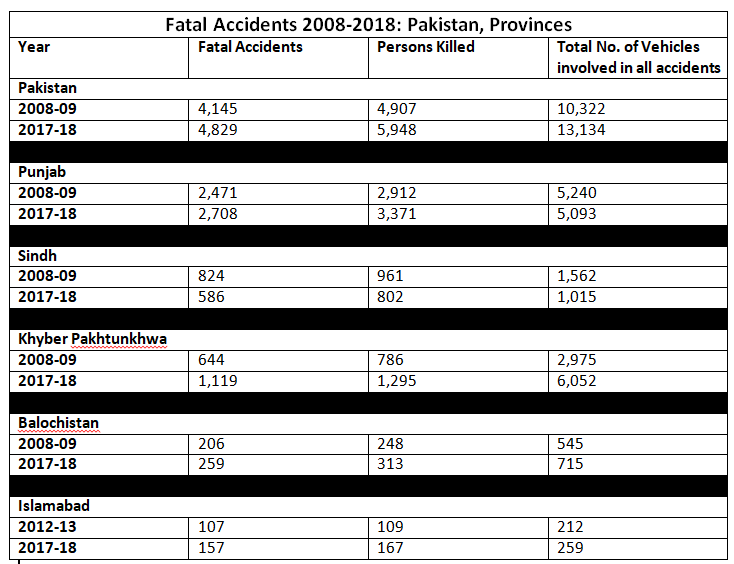 Fatal Accidents 2008-2018: Pakistan, Provinces
Year Fatal Accidents Persons Killed Total No. of Vehicles
involved in all accidents
Pakistan
2008-09 4,145 4,907 10,322
2017-18 4,829 5,948 13,134
Punjab
2008-09 2,471 2,912 5,240
2017-18 2,708 3,371 5,093
Sindh
2008-09 824 961 1,562
2017-18 586 802 1,015
Khyber Pakhtunkhwa
2008-09 644 786 2,975
2017-18 1,119 1,295 6,052
Balochistan
2008-09 206 248 545
2017-18 259 313 715
Islamabad
2012-13 107 109 212
2017-18 157 167 259